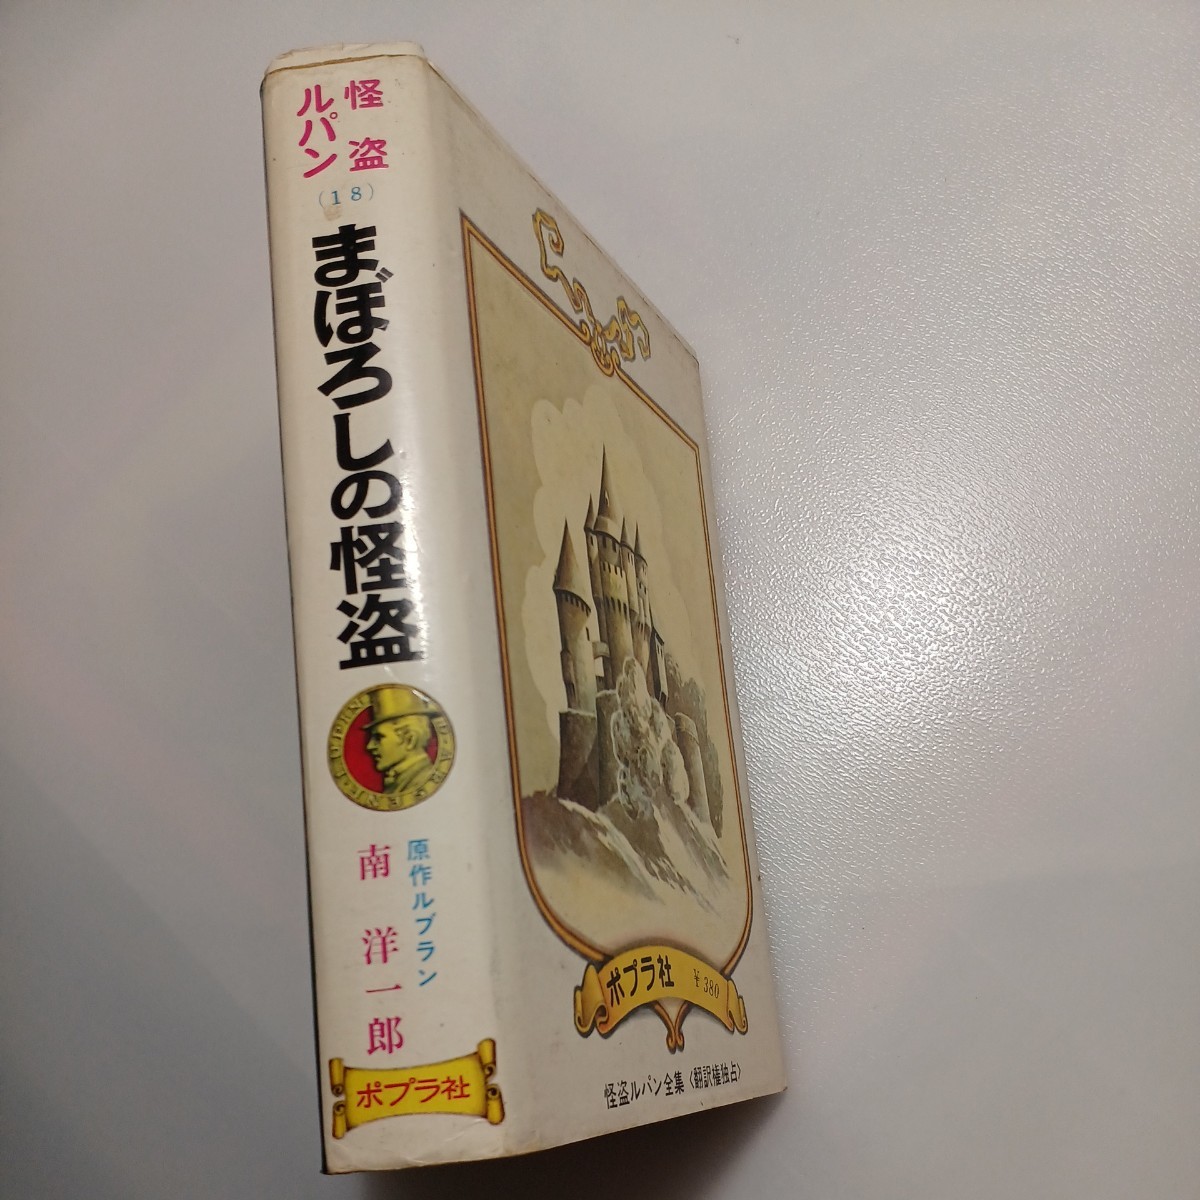 怪盗
ルパン
(18)
まぼろしの怪盗
原作ルブラン
南 洋一郎
ポプラ社
ポプラ社 ¥380
怪盗ルパン全集〈翻訳権独占〉